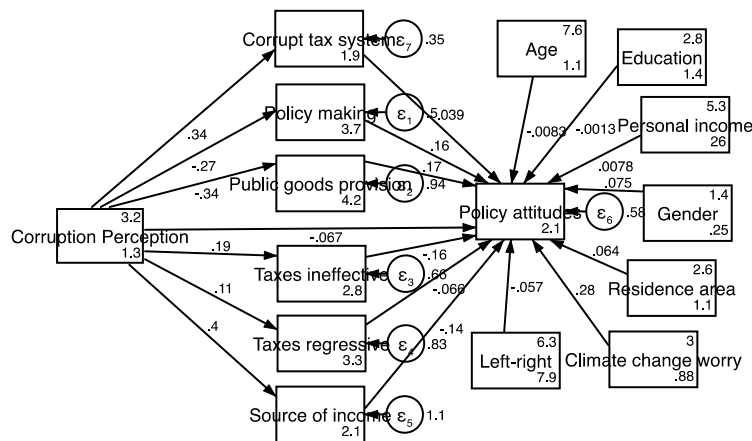 Corrupt tax system
1.9
ε7
.35
Policy making
3.7
ε1
.5
.039
Public goods provision
4.2
ε2
.94
3.2
Corruption Perception
1.3
Taxes ineffective
2.8
ε3
.66
Taxes regressive
3.3
ε4
.83
Source of income
2.1
ε5
1.1
.34
-.27
-.34
-.067
.19
.11
.4
.16
.17
-.16
-.066
-.14
Policy attitudes
2.1
ε6
.58
7.6
Age
1.1
2.8
Education
1.4
5.3
Personal income
26
1.4
Gender
.25
2.6
Residence area
1.1
3
Climate change worry
.88
6.3
Left-right
7.9
-.0083
-.0013
.0078
.075
.064
.28
-.057